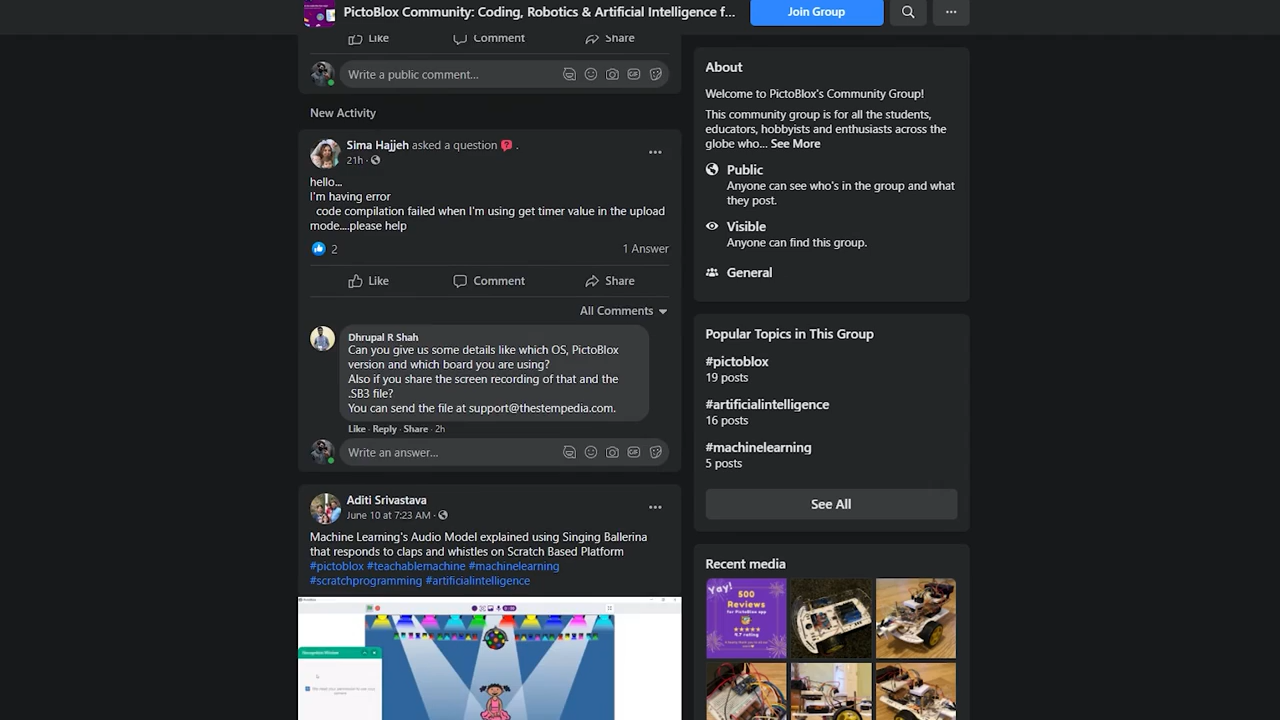 PictoBlox Community: Coding, Robotics & Artificial Intelligence f...
Join Group
Like Comment Share
Write a public comment...
New Activity
Sima Hajjeh asked a question .
21h
hello...
I'm having error
code compilation failed when I'm using get timer value in the upload
mode....please help
2
1 Answer
Like Comment Share
All Comments
Dhrupal R Shah
Can you give us some details like which OS, PictoBlox
version and which board you are using?
Also if you share the screen recording of that and the
.SB3 file?
You can send the file at support@thestempedia.com.
Like · Reply · Share · 2h
Write an answer...
Aditi Srivastava
June 10 at 7:23 AM
Machine Learning's Audio Model explained using Singing Ballerina
that responds to claps and whistles on Scratch Based Platform
#pictoblox #teachablemachine #machinelearning
#scratchprogramming #artificialintelligence
About
Welcome to PictoBlox's Community Group!
This community group is for all the students,
educators, hobbyists and enthusiasts across the
globe who... See More
Public
Anyone can see who's in the group and what
they post.
Visible
Anyone can find this group.
General
Popular Topics in This Group
#pictoblox
19 posts
#artificialintelligence
16 posts
#machinelearning
5 posts
See All
Recent media
Yay!
500
Reviews
for PictoBlox app
4.7 rating